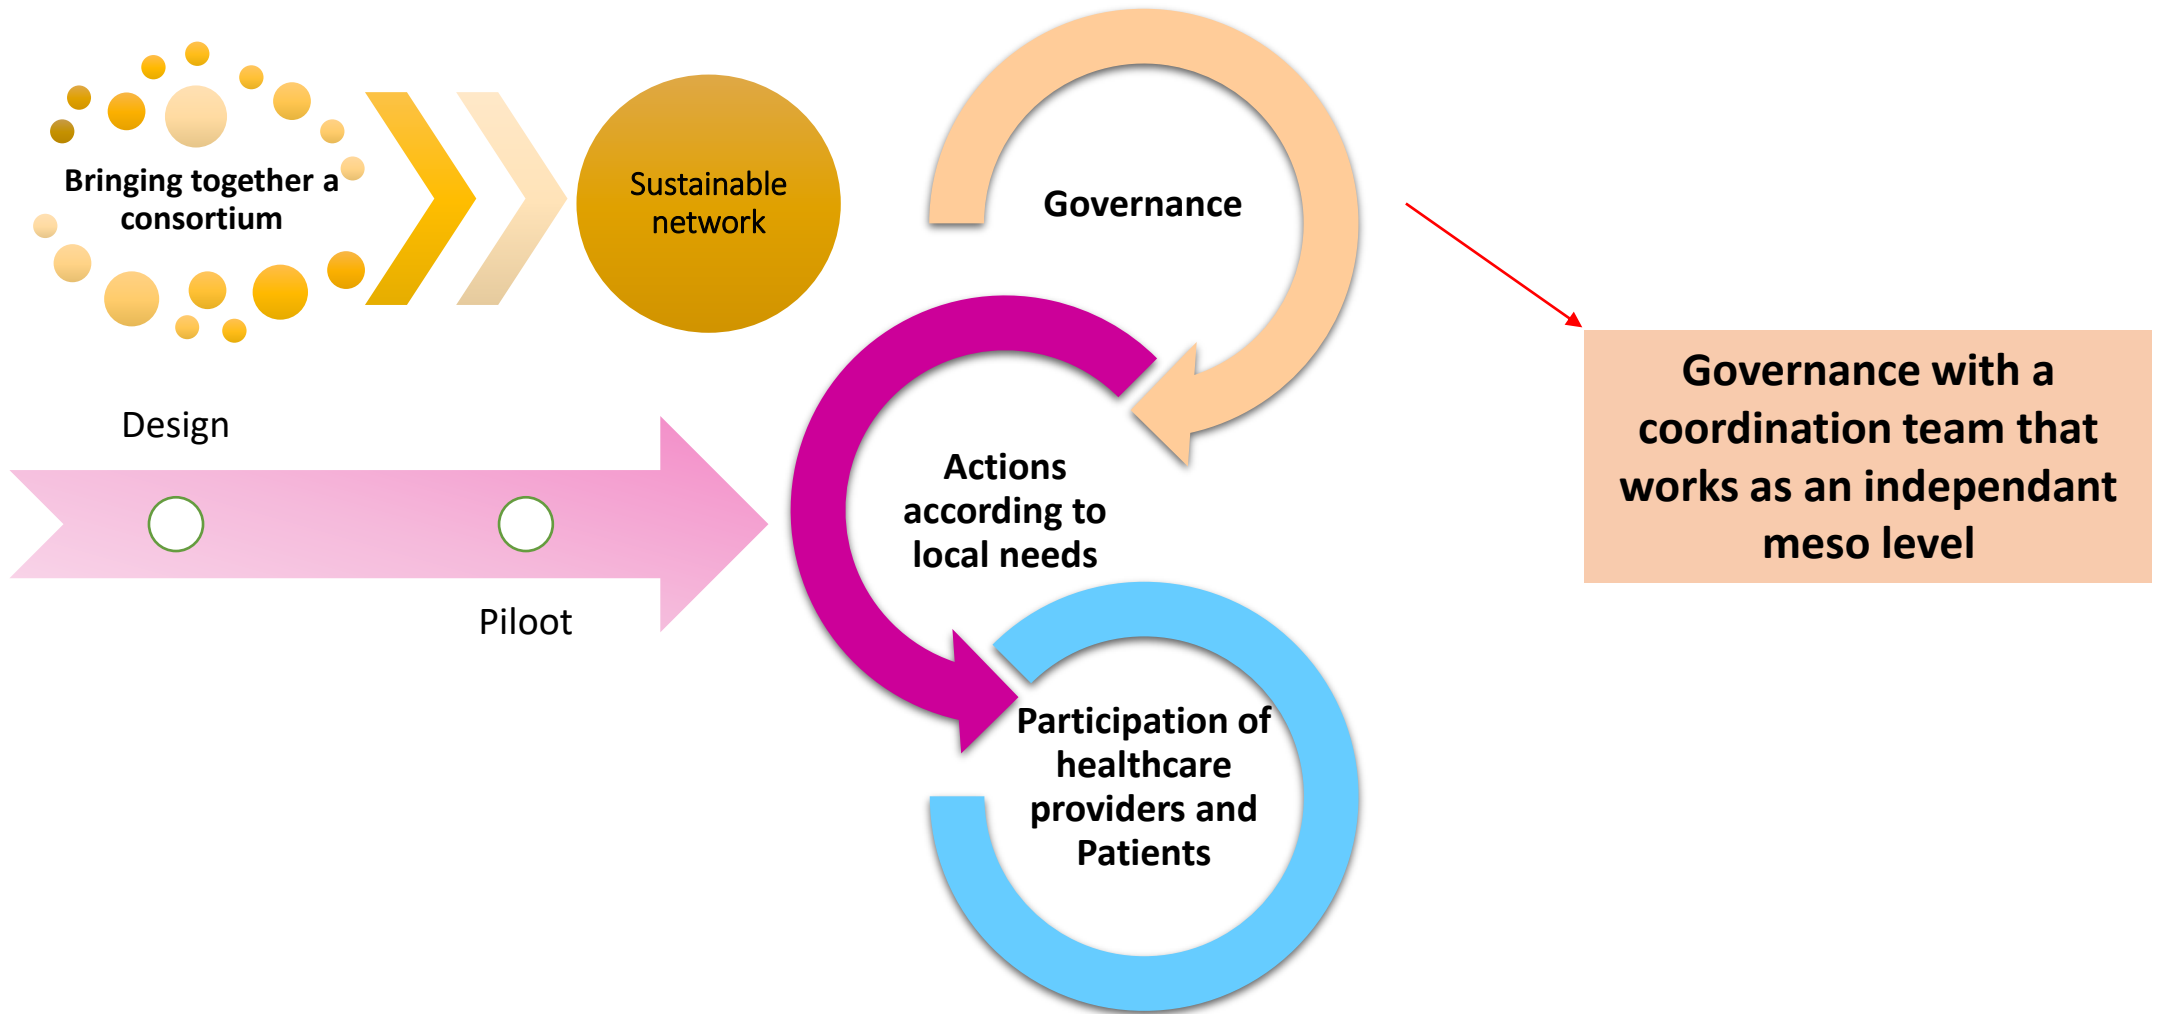 Bringing together a
consortium
Sustainable
network
Governance
Design
Piloot
Actions
according to
local needs
Participation of
healthcare
providers and
Patients
Governance with a
coordination team that
works as an independant
meso level